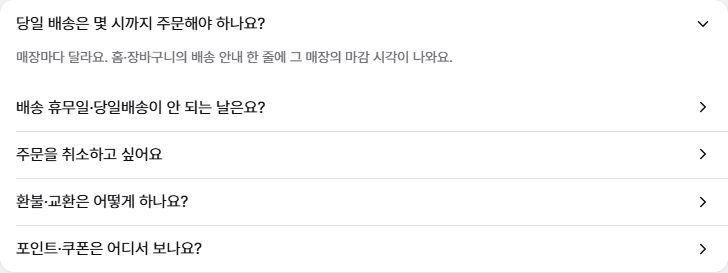 당일 배송은 몇 시까지 주문해야 하나요?
매장마다 달라요. 홈·장바구니의 배송 안내 한 줄에 그 매장의 마감 시각이 나와요.
배송 휴무일·당일배송이 안 되는 날은요?
주문을 취소하고 싶어요
환불·교환은 어떻게 하나요?
포인트·쿠폰은 어디서 보나요?